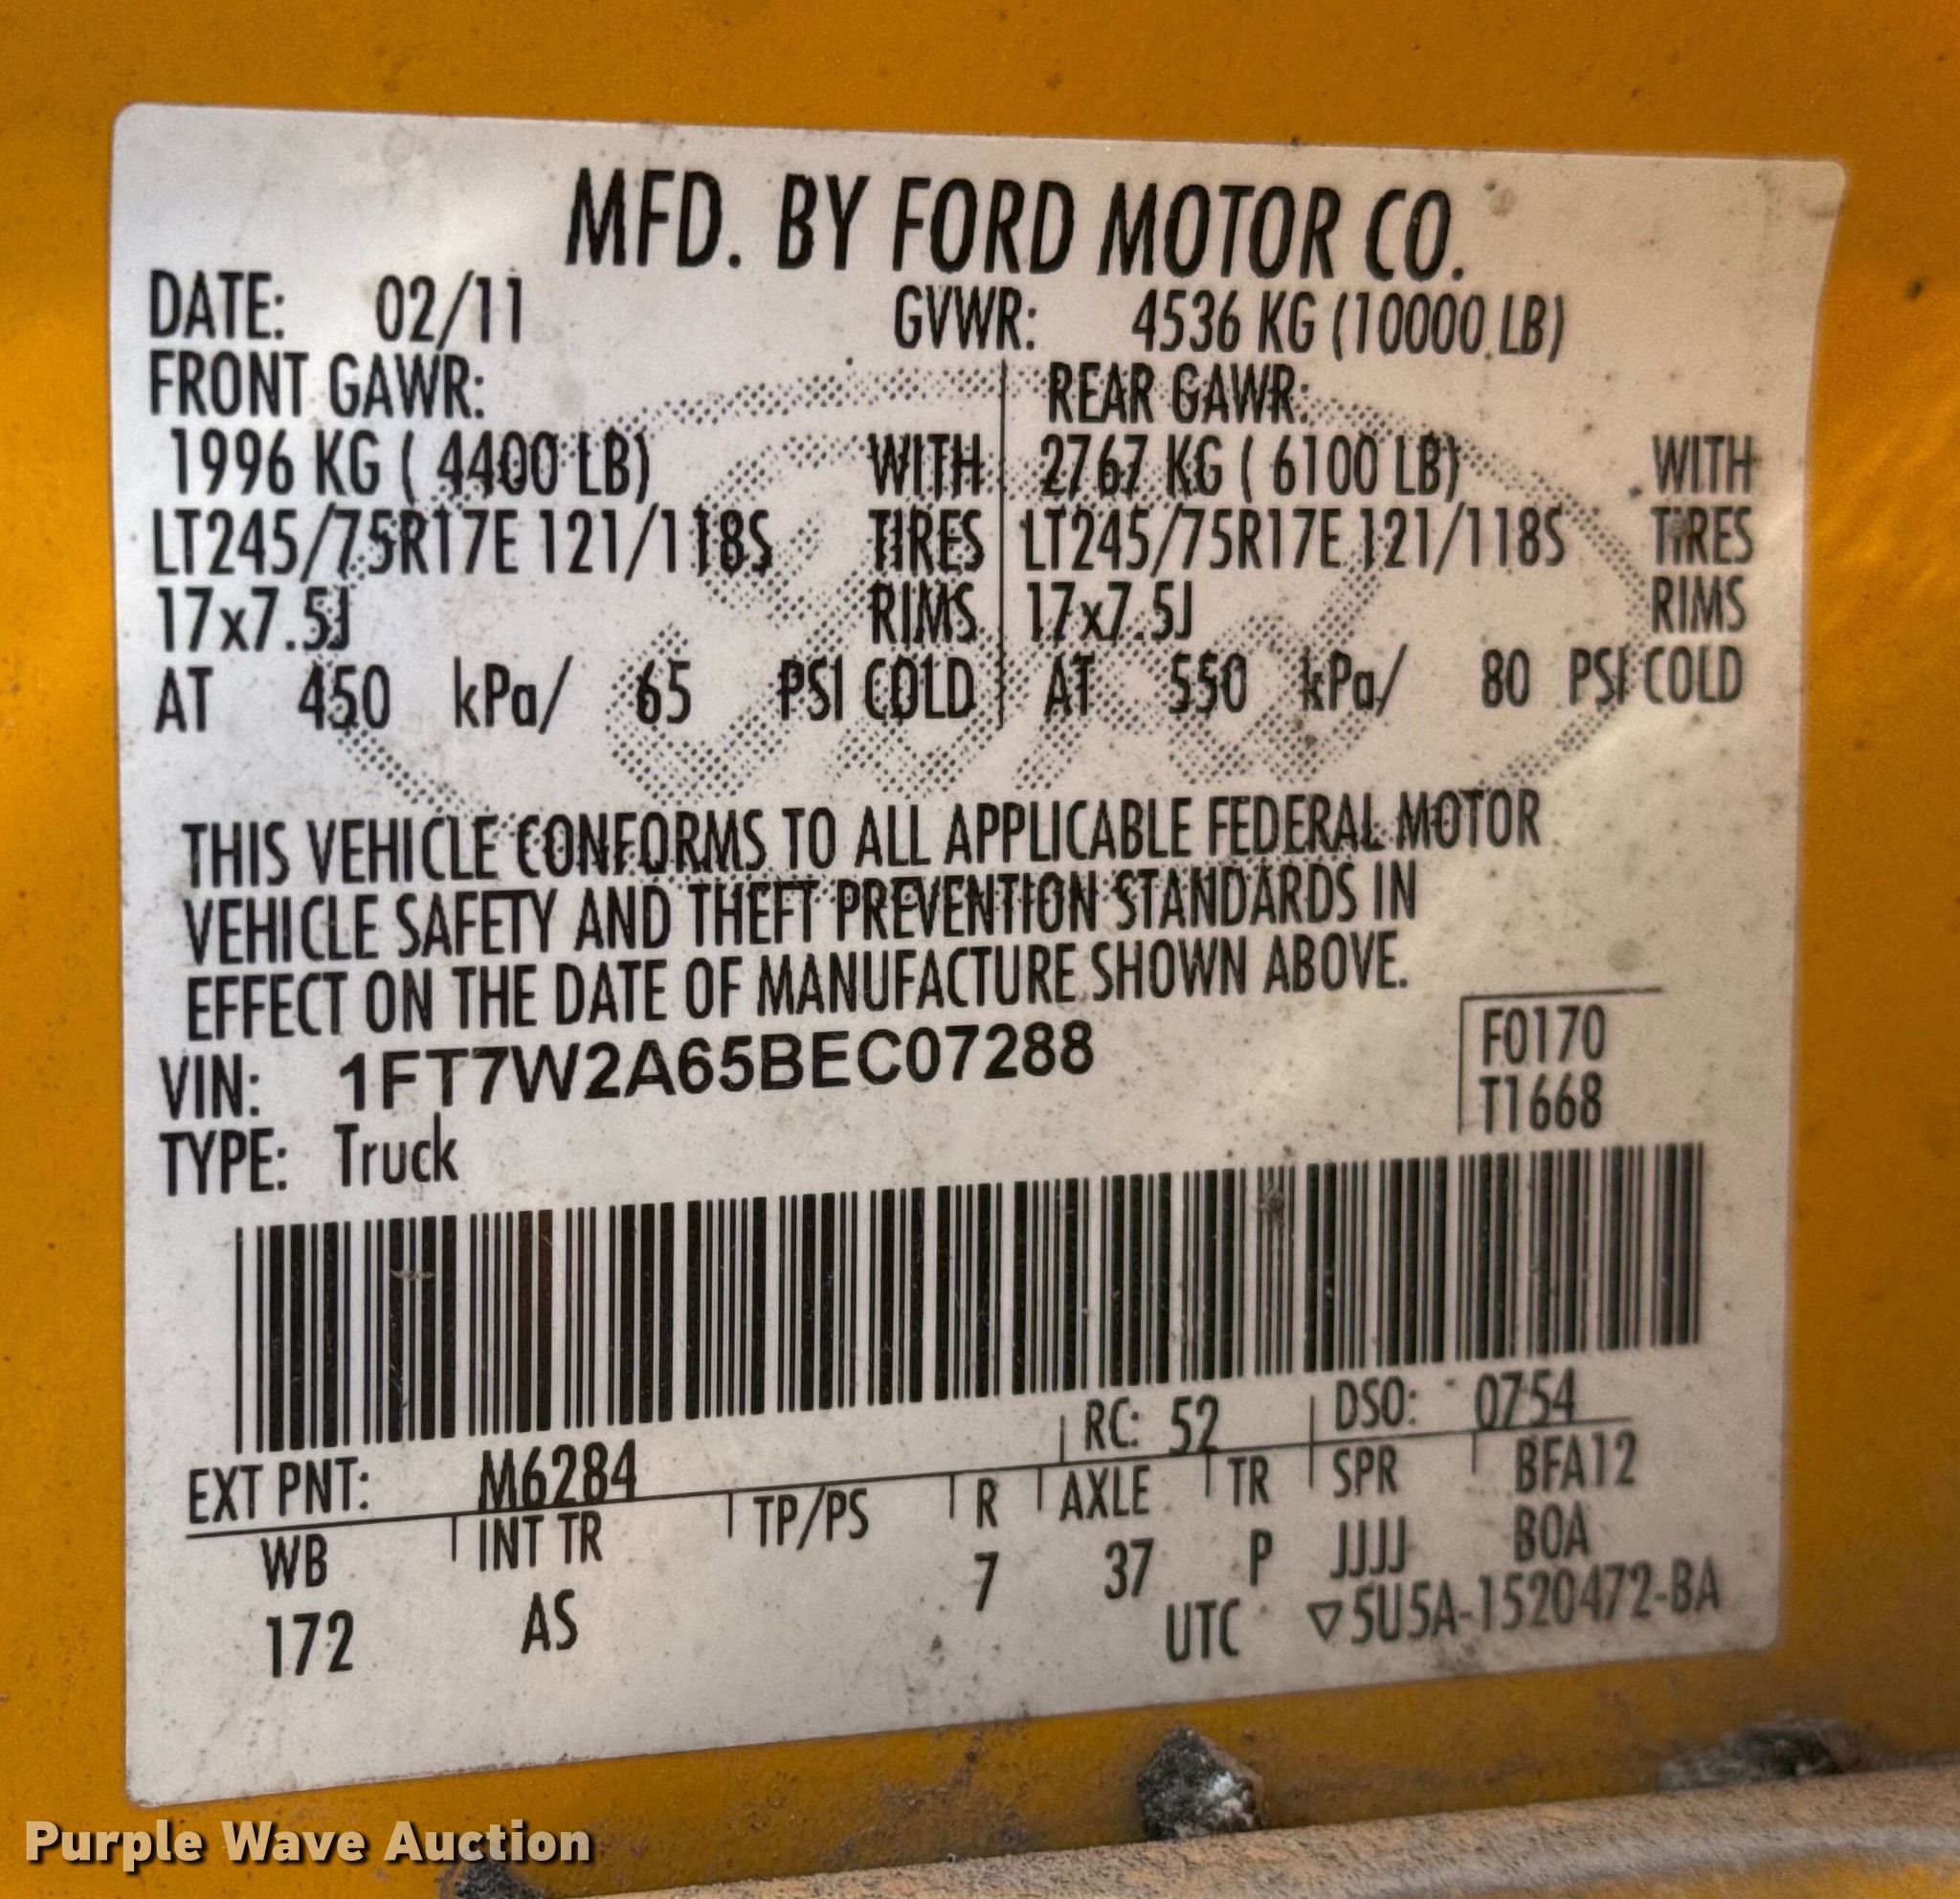 MFD. BY FORD MOTOR CO.
DATE: 02/11 GVWR: 4536 KG (10000 LB)
FRONT GAWR: REAR GAWR:
1996 KG ( 4400 LB) WITH 2767 KG ( 6100 LB) WITH
LT245/75R17E 121/118S TIRES LT245/75R17E 121/118S TIRES
17x7.5J RIMS 17x7.5J RIMS
AT 450 kPa/ 65 PSI COLD AT 550 kPa/ 80 PSI COLD
THIS VEHICLE CONFORMS TO ALL APPLICABLE FEDERAL MOTOR
VEHICLE SAFETY AND THEFT PREVENTION STANDARDS IN
EFFECT ON THE DATE OF MANUFACTURE SHOWN ABOVE.
VIN: 1FT7W2A65BEC07288 F0170
TYPE: Truck T1668
RC: 52 DSO: 0754
EXT PNT: M6284
WB INT TR TP/PS R AXLE TR SPR BFA12
172 AS 7 37 P JJJJ BOA
UTC ▽5U5A-1520472-BA
Purple Wave Auction